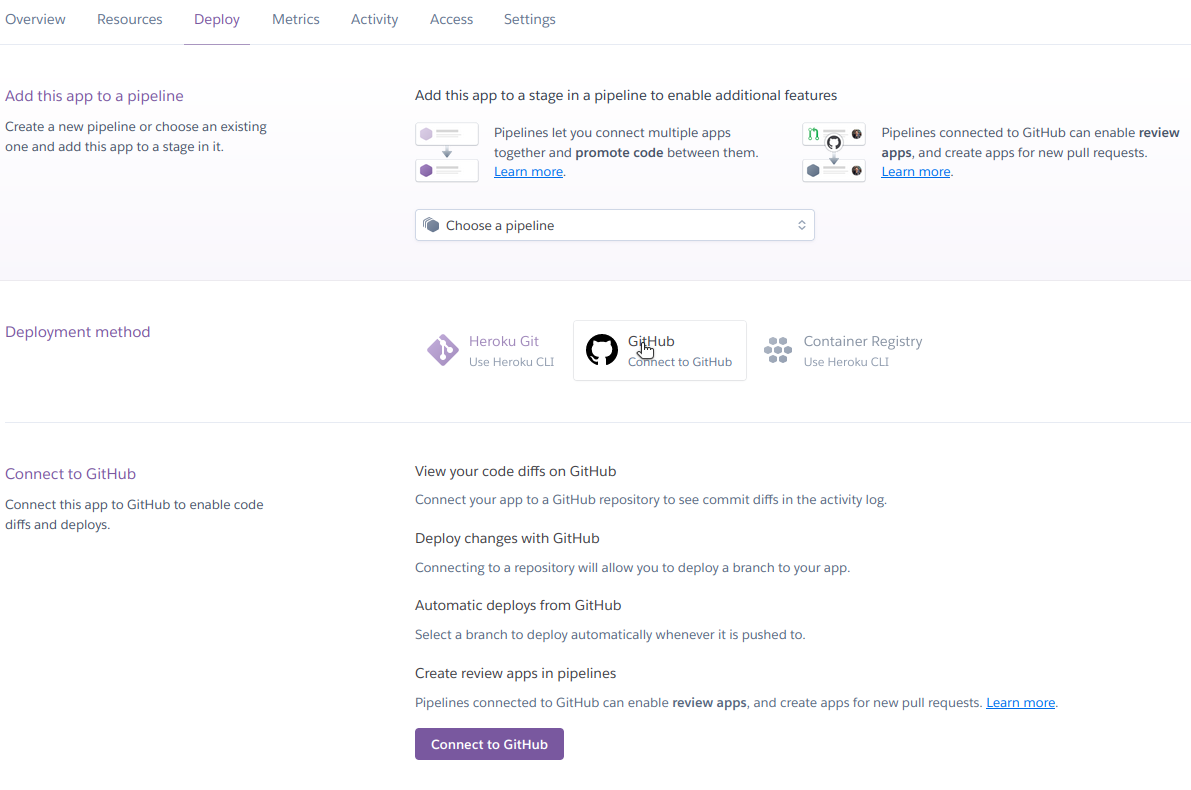 Overview Resources Deploy Metrics Activity Access Settings
Add this app to a pipeline
Create a new pipeline or choose an existing
one and add this app to a stage in it.
Add this app to a stage in a pipeline to enable additional features
Pipelines let you connect multiple apps
together and promote code between them.
Learn more.
Pipelines connected to GitHub can enable review
apps, and create apps for new pull requests.
Learn more.
Choose a pipeline
Deployment method
Heroku Git
Use Heroku CLI
GitHub
Connect to GitHub
Container Registry
Use Heroku CLI
Connect to GitHub
Connect this app to GitHub to enable code
diffs and deploys.
View your code diffs on GitHub
Connect your app to a GitHub repository to see commit diffs in the activity log.
Deploy changes with GitHub
Connecting to a repository will allow you to deploy a branch to your app.
Automatic deploys from GitHub
Select a branch to deploy automatically whenever it is pushed to.
Create review apps in pipelines
Pipelines connected to GitHub can enable review apps, and create apps for new pull requests. Learn more.
Connect to GitHub